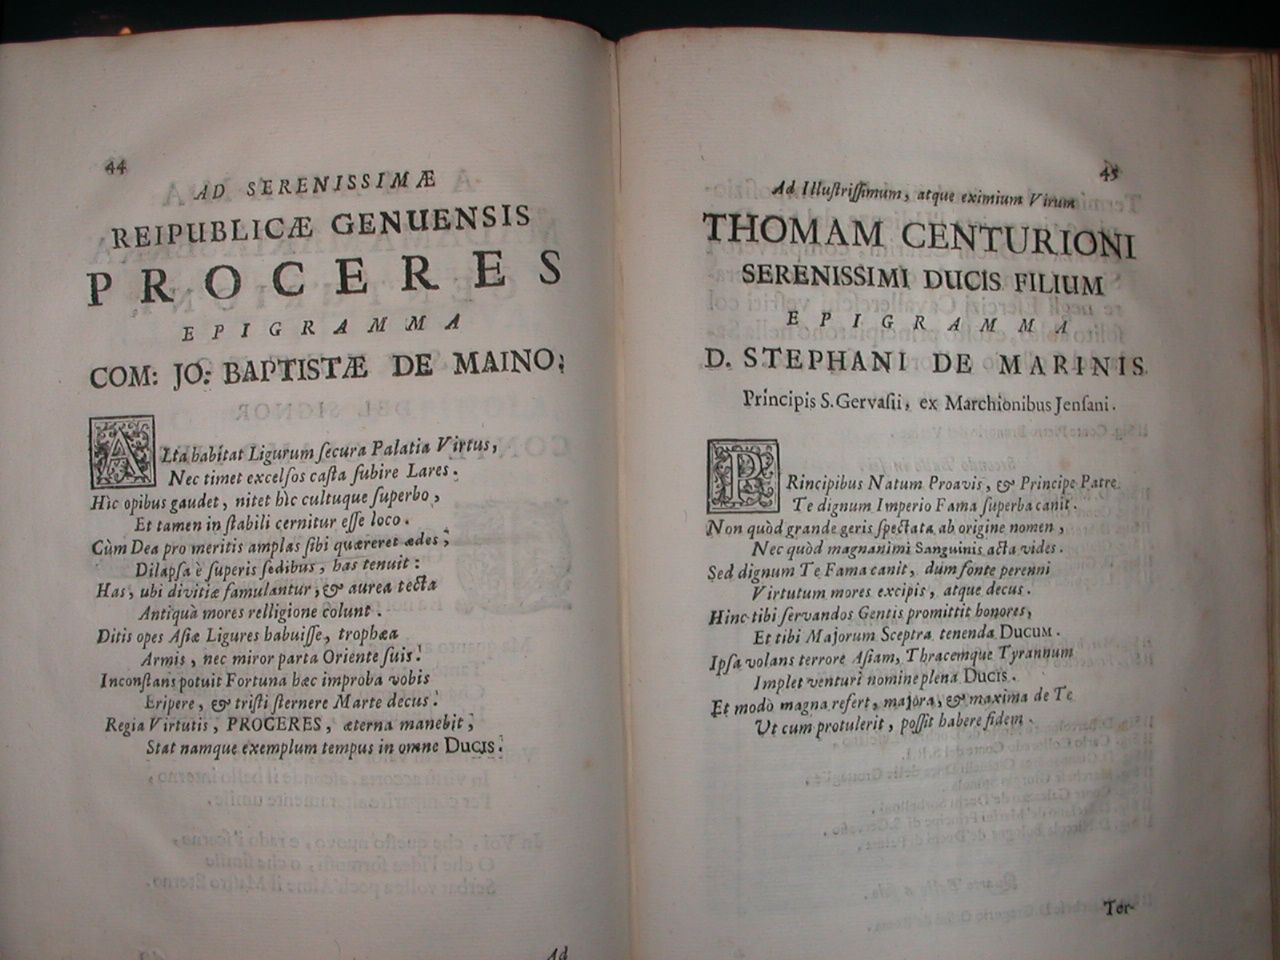 44
AD SERENISSIMÆ
REIPUBLICÆ GENUENSIS
PROCERES
EPIGRAMMA
COM: JO: BAPTISTÆ DE MAINO;
ALta habitat Ligurum ſecura Palatia Virtus,
Nec timet excelſos caſta ſubire Lares.
Hìc opibus gaudet, nitet hìc cultuque ſuperbo,
Et tamen in ſtabili cernitur eſſe loco.
Cùm Dea pro meritis amplas ſibi quæreret ædes,
Dilapſa è ſuperis ſedibus, has tenuit:
Has, ubi divitiæ famulantur, & aurea tecta
Antiquà mores relligione colunt.
Ditis opes Aſiæ Ligures habuiſſe, trophæa
Armis, nec miror parta Oriente ſuis.
Inconſtans potuit Fortuna hæc improba vobis
Eripere, & triſti ſternere Marte decus.
Regia Virtutis, PROCERES, æterna manebit,
Stat namque exemplum tempus in omne Ducis.
Ad
45
Ad Illuſtriſſimum, atque eximium Virum
THOMAM CENTURIONI
SERENISSIMI DUCIS FILIUM
EPIGRAMMA
D. STEPHANI DE MARINIS
Principis S. Gervaſii, ex Marchionibus Jenſani.
PRincipibus Natum Proavis, & Principe Patre
Te dignum Imperio Fama ſuperba canit.
Non quòd grande geris ſpectata ab origine nomen,
Nec quòd magnanimi Sanguinis acta vides.
Sed dignum Te Fama canit, dum fonte perenni
Virtutum mores excipis, atque decus.
Hinc tibi ſervandos Gentis promittit honores,
Et tibi Majorum Sceptra tenenda DUCUM.
Ipſa volans terrore Aſiam, Thracemque Tyrannum
Implet venturi nomine plena Ducis.
Et modò magna refert, majora, & maxima de Te
Ut cum protulerit, poſſit habere fidem.
Ter-